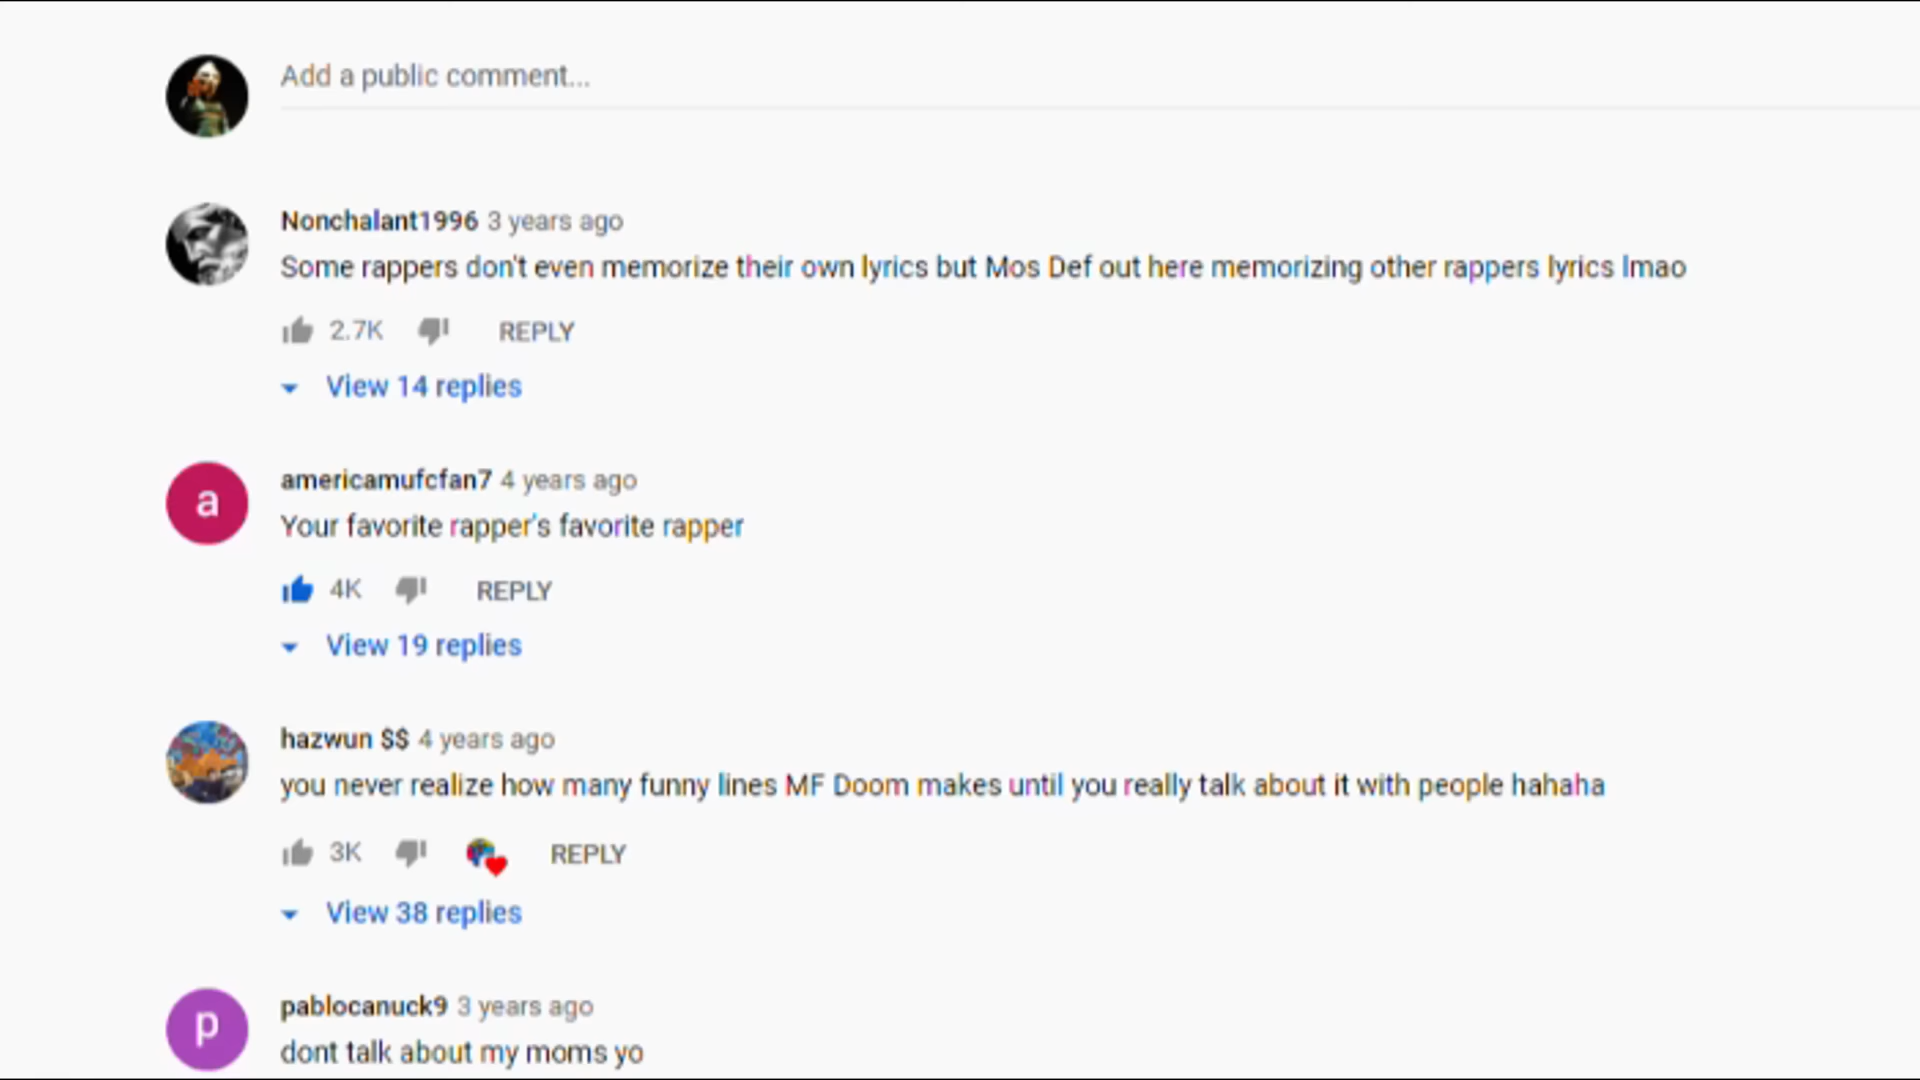 Add a public comment...
Nonchalant1996 3 years ago
Some rappers don't even memorize their own lyrics but Mos Def out here memorizing other rappers lyrics lmao
2.7K REPLY
View 14 replies
a
americamufcfan7 4 years ago
Your favorite rapper's favorite rapper
4K REPLY
View 19 replies
hazwun $$ 4 years ago
you never realize how many funny lines MF Doom makes until you really talk about it with people hahaha
3K REPLY
View 38 replies
p
pablocanuck9 3 years ago
dont talk about my moms yo